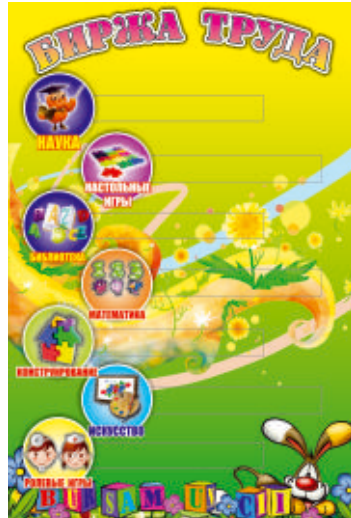 БИРЖА ТРУДА
НАУКА
НАСТОЛЬНЫЕ
ИГРЫ
БИБЛИОТЕКА
МАТЕМАТИКА
КОНСТРУИРОВАНИЕ
ИСКУССТВО
РОЛЕВЫЕ ИГРЫ